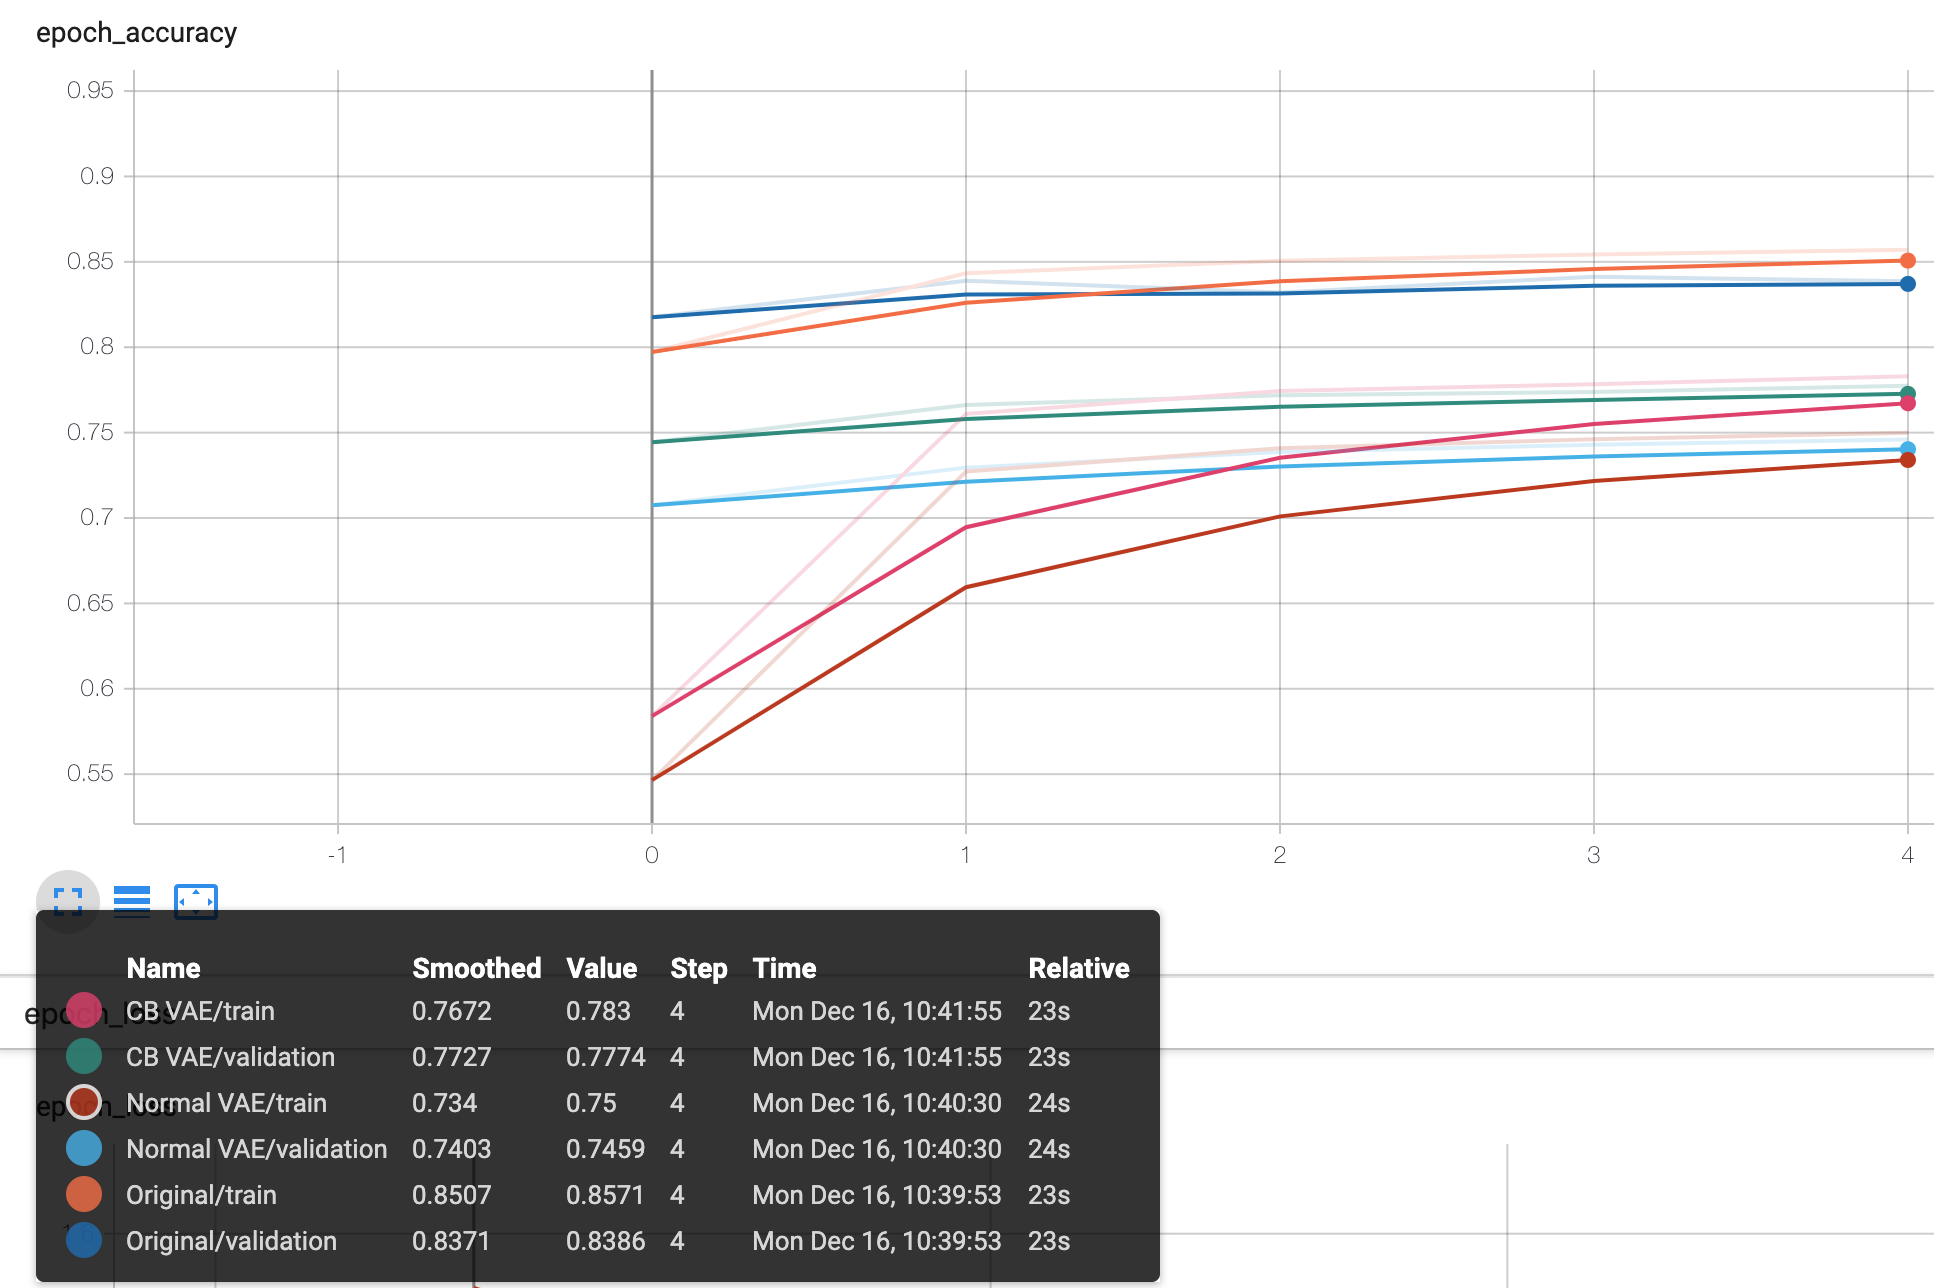 epoch_accuracy
0.95
0.9
0.85
0.8
0.75
0.7
0.65
0.6
0.55
-1 0 1 2 3 4
Name Smoothed Value Step Time Relative
CB VAE/train 0.7672 0.783 4 Mon Dec 16, 10:41:55 23s
CB VAE/validation 0.7727 0.7774 4 Mon Dec 16, 10:41:55 23s
Normal VAE/train 0.734 0.75 4 Mon Dec 16, 10:40:30 24s
Normal VAE/validation 0.7403 0.7459 4 Mon Dec 16, 10:40:30 24s
Original/train 0.8507 0.8571 4 Mon Dec 16, 10:39:53 23s
Original/validation 0.8371 0.8386 4 Mon Dec 16, 10:39:53 23s
epoch_loss
epoch_loss